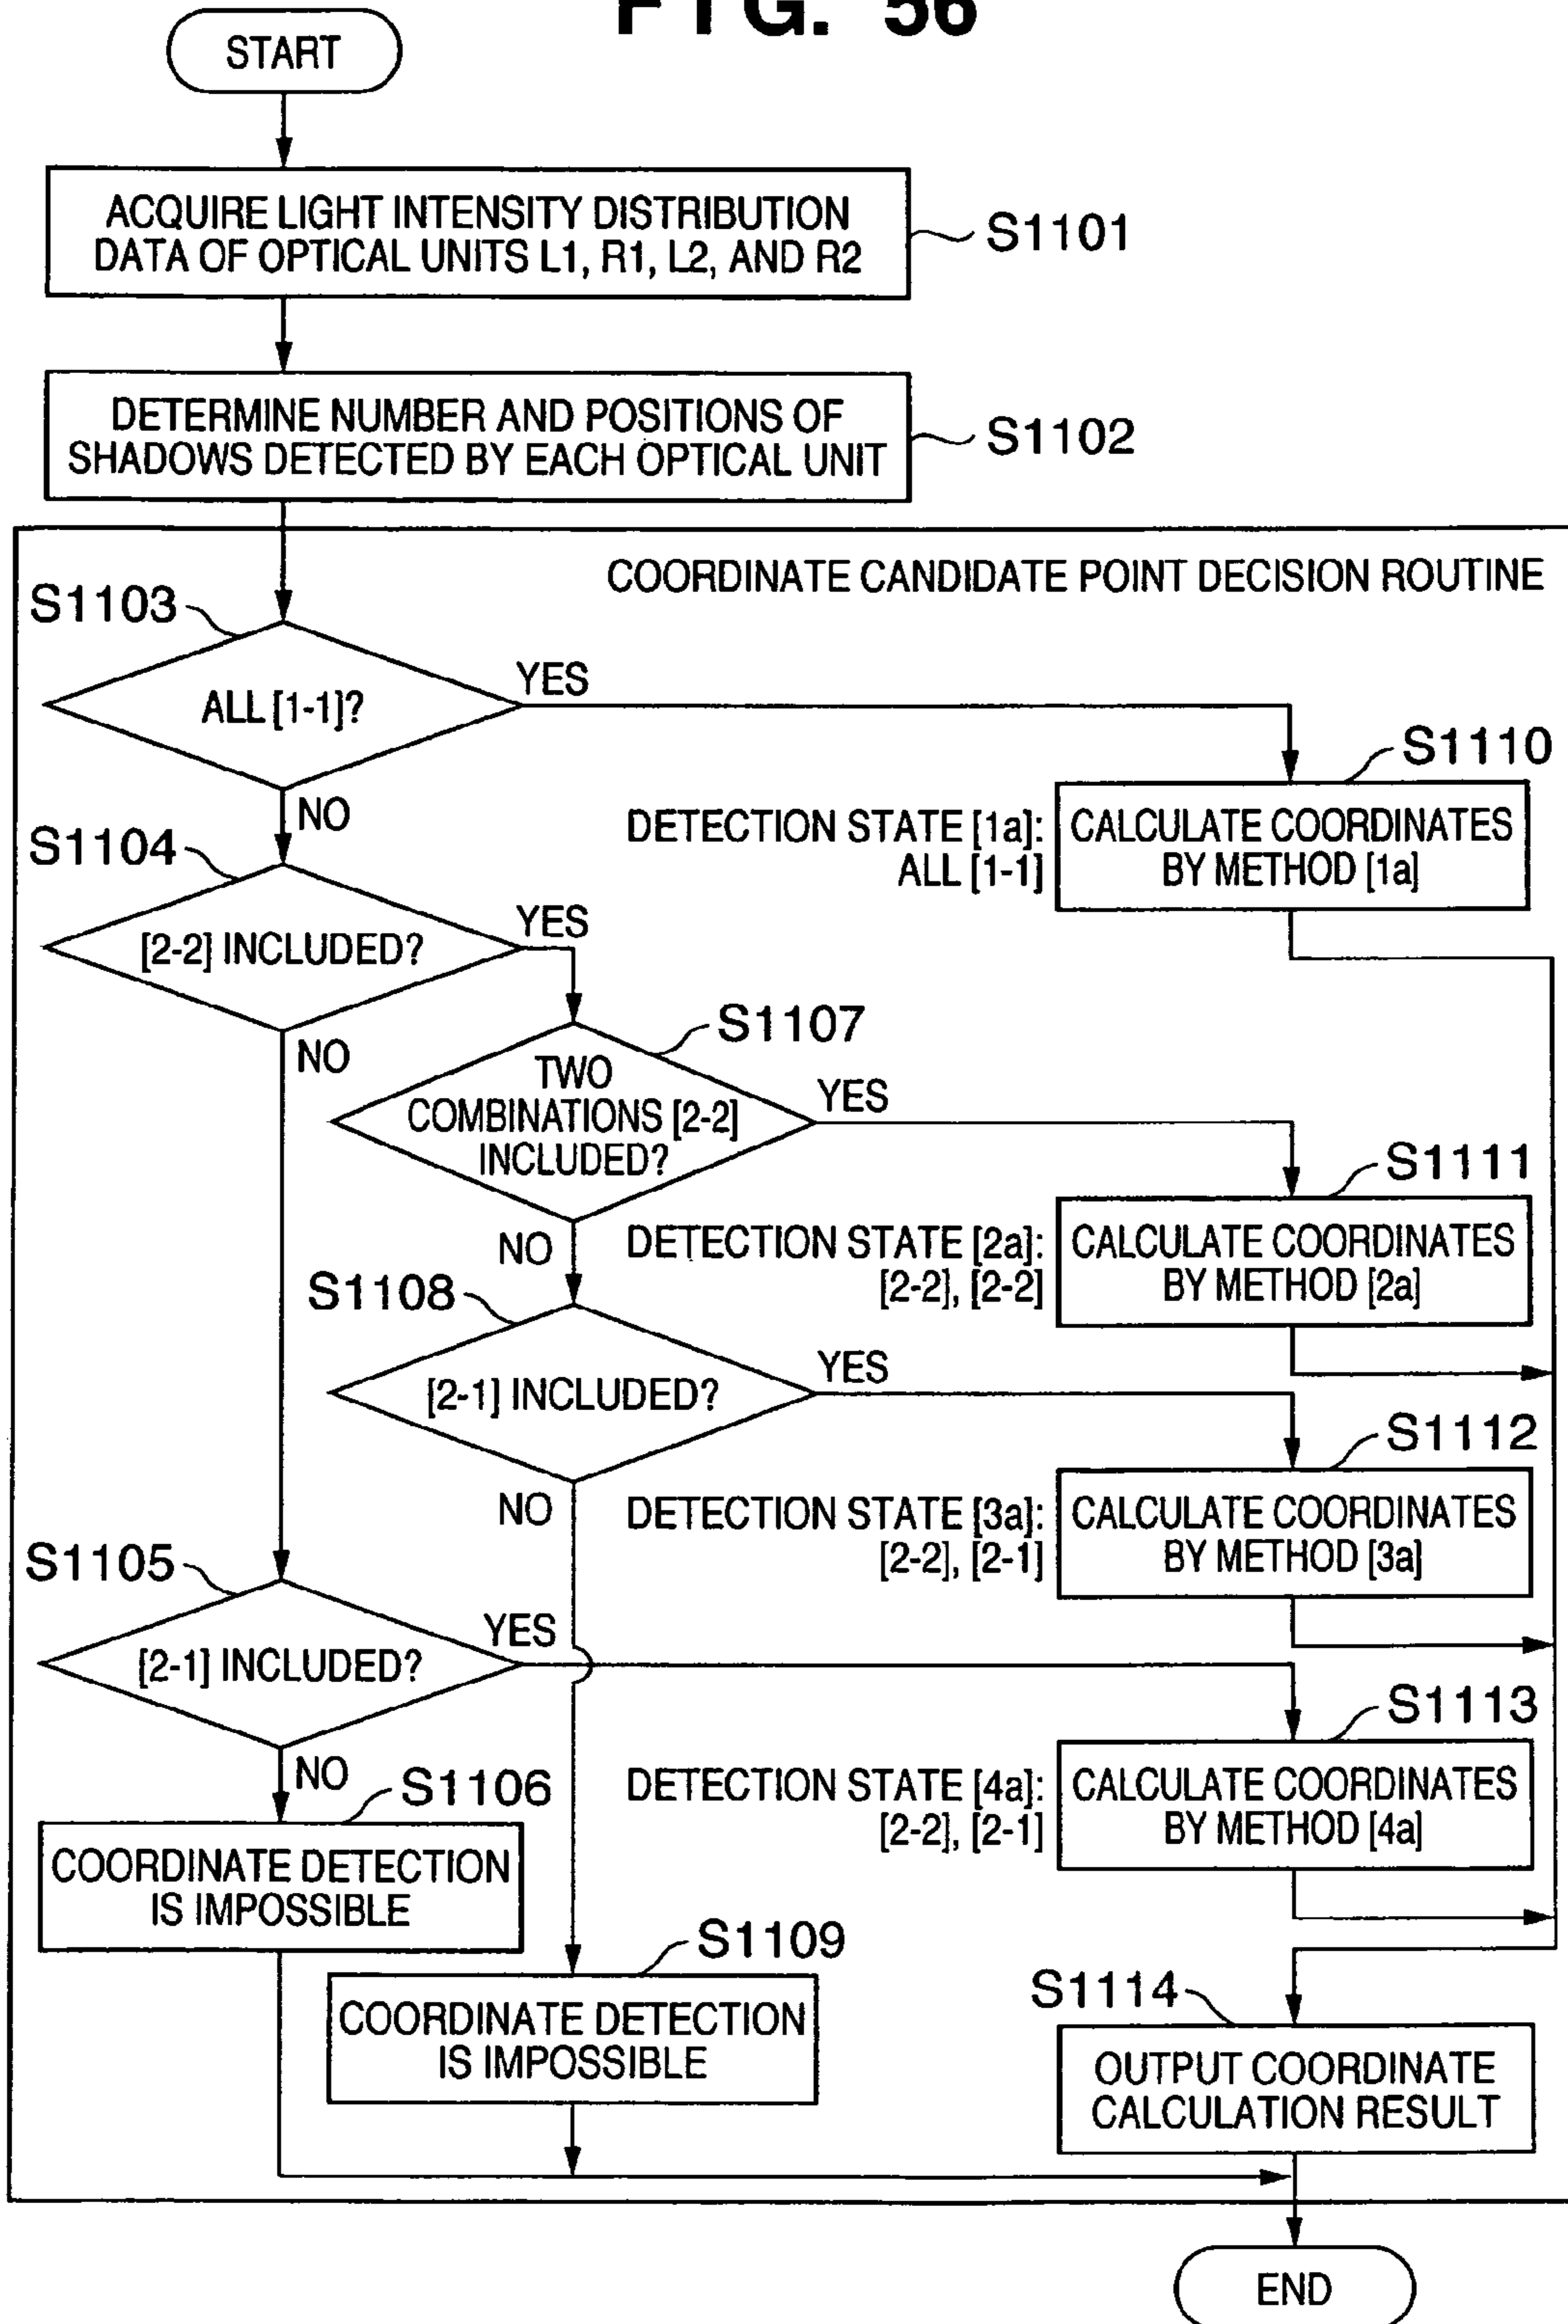 FIG. 56
START
ACQUIRE LIGHT INTENSITY DISTRIBUTION
DATA OF OPTICAL UNITS L1, R1, L2, AND R2
S1101
DETERMINE NUMBER AND POSITIONS OF
SHADOWS DETECTED BY EACH OPTICAL UNIT
S1102
COORDINATE CANDIDATE POINT DECISION ROUTINE
S1103
ALL [1-1]?
YES
NO
S1110
DETECTION STATE [1a]:
ALL [1-1]
CALCULATE COORDINATES
BY METHOD [1a]
S1104
[2-2] INCLUDED?
YES
NO
S1107
TWO
COMBINATIONS [2-2]
INCLUDED?
YES
NO
S1111
DETECTION STATE [2a]:
[2-2], [2-2]
CALCULATE COORDINATES
BY METHOD [2a]
S1108
[2-1] INCLUDED?
YES
NO
S1112
DETECTION STATE [3a]:
[2-2], [2-1]
CALCULATE COORDINATES
BY METHOD [3a]
S1105
[2-1] INCLUDED?
YES
NO
S1113
DETECTION STATE [4a]:
[2-2], [2-1]
CALCULATE COORDINATES
BY METHOD [4a]
S1106
COORDINATE DETECTION
IS IMPOSSIBLE
S1109
COORDINATE DETECTION
IS IMPOSSIBLE
S1114
OUTPUT COORDINATE
CALCULATION RESULT
END